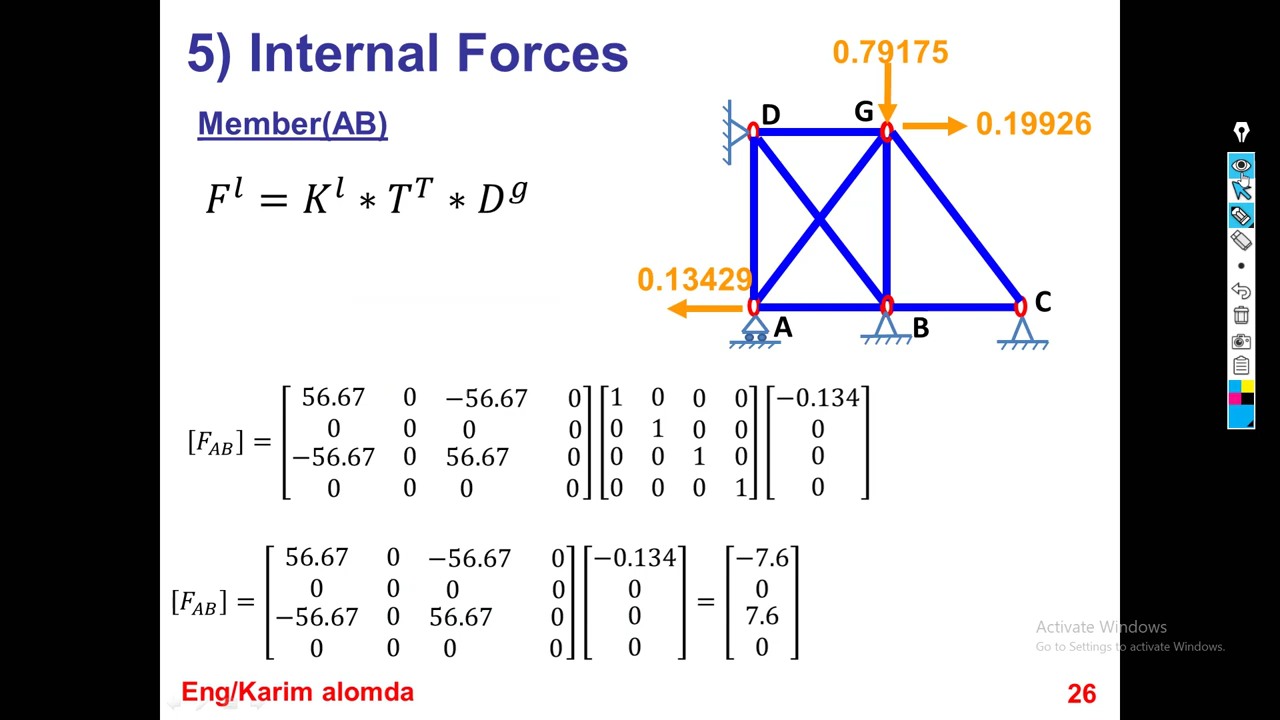 5) Internal Forces
Member(AB)
F^l = K^l * T^T * D^g
0.79175
D
G
0.19926
0.13429
A
B
C
[F_AB] = [56.67 0 −56.67 0] [1 0 0 0] [−0.134]
[0 0 0 0] [0 1 0 0] [0]
[−56.67 0 56.67 0] [0 0 1 0] [0]
[0 0 0 0] [0 0 0 1] [0]
[F_AB] = [56.67 0 −56.67 0] [−0.134] = [−7.6]
[0 0 0 0] [0] [0]
[−56.67 0 56.67 0] [0] [7.6]
[0 0 0 0] [0] [0]
Activate Windows
Go to Settings to activate Windows.
Eng/Karim alomda
26